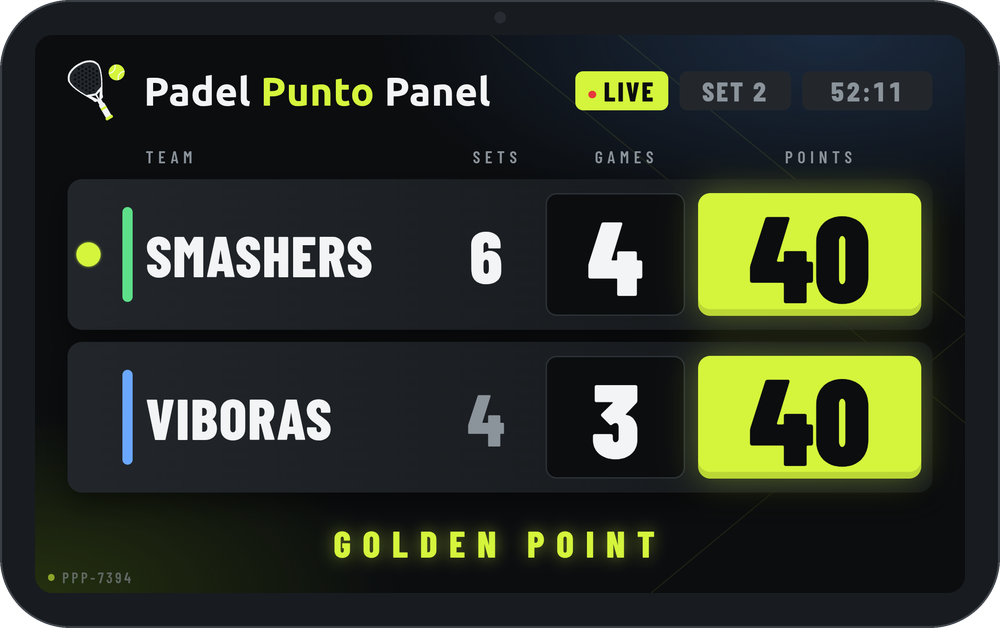 Padel Punto Panel
LIVE SET 2 52:11
TEAM SETS GAMES POINTS
SMASHERS 6 4 40
VIBORAS 4 3 40
GOLDEN POINT
PPP-7394